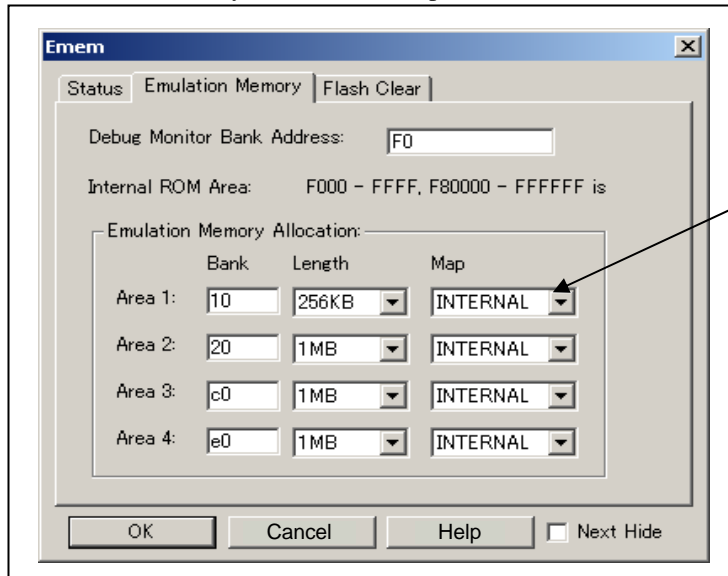 Emem
Status Emulation Memory Flash Clear
Debug Monitor Bank Address: F0
Internal ROM Area: F000 - FFFF, F80000 - FFFFFF is
Emulation Memory Allocation:
Bank Length Map
Area 1: 10 256KB INTERNAL
Area 2: 20 1MB INTERNAL
Area 3: c0 1MB INTERNAL
Area 4: e0 1MB INTERNAL
OK Cancel Help Next Hide